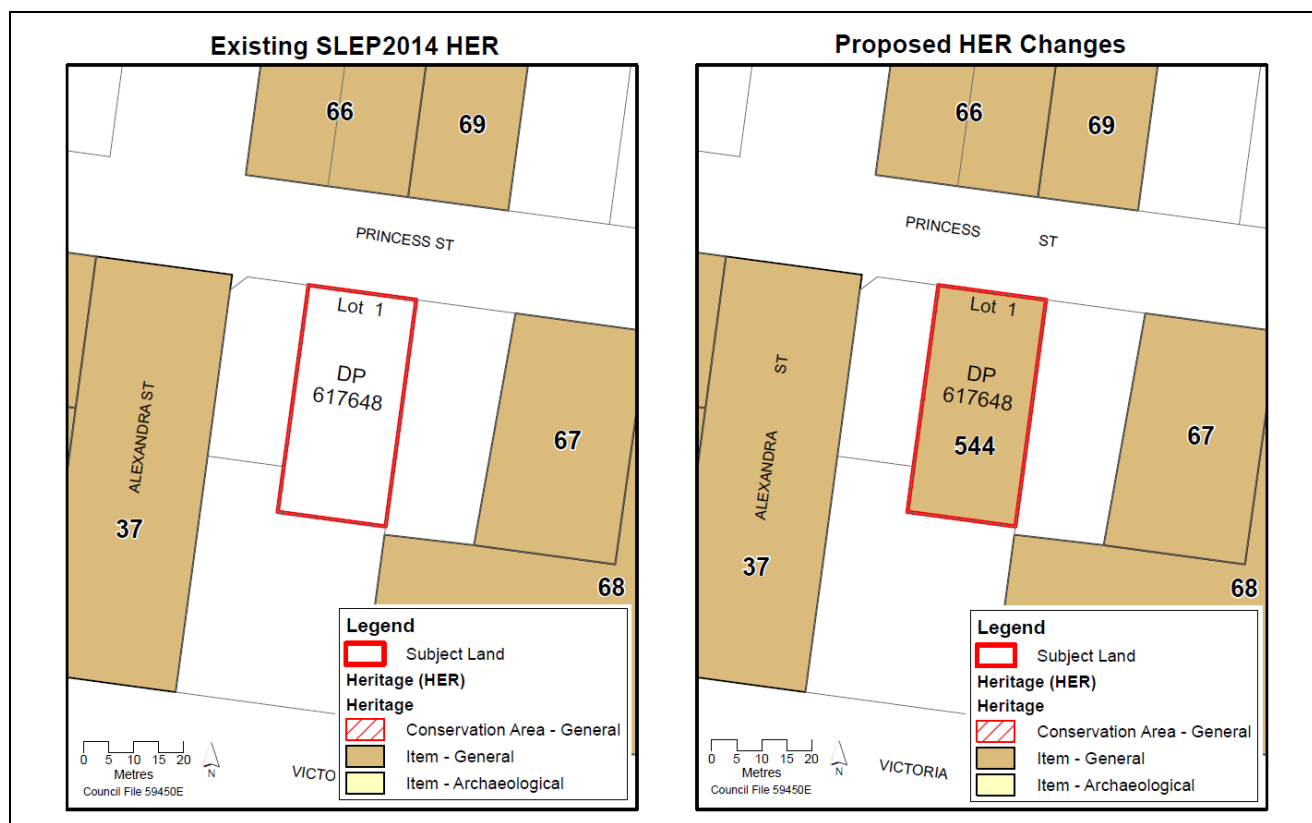 Existing SLEP2014 HER
66
69
PRINCESS ST
Lot 1
DP
617648
67
ALEXANDRA ST
37
68
Legend
Subject Land
Heritage (HER)
Heritage
Conservation Area - General
Item - General
Item - Archaeological
0 5 10 15 20
Metres
N
Council File 59450E
VICTO
Proposed HER Changes
66
69
PRINCESS ST
Lot 1
DP
617648
544
67
ALEXANDRA ST
37
68
Legend
Subject Land
Heritage (HER)
Heritage
Conservation Area - General
Item - General
Item - Archaeological
0 5 10 15 20
Metres
N
Council File 59450E
VICTORIA